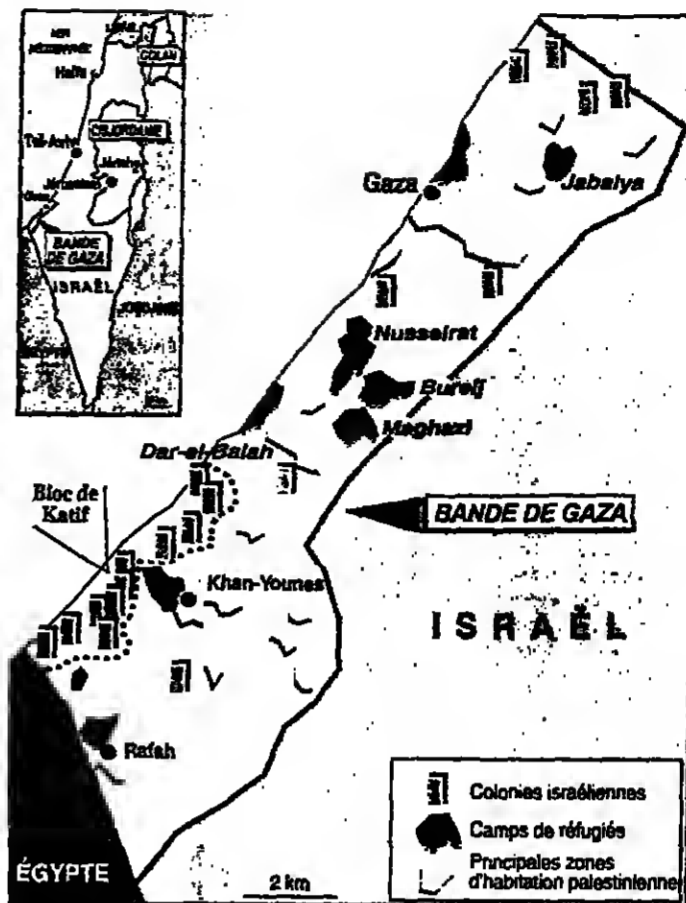 GOLAN
Haïfa
CISJORDANIE
Tel-Aviv
Jérusalem
BANDE
DE GAZA
ISRAËL
Gaza
Jabalya
Nusseirat
Bureij
Maghazi
Dar-el-Balah
Bloc de
Katif
BANDE DE GAZA
Khan-Younes
ISRAËL
Rafah
ÉGYPTE
2 km
Colonies israéliennes
Camps de réfugiés
Principales zones
d'habitation palestinienne